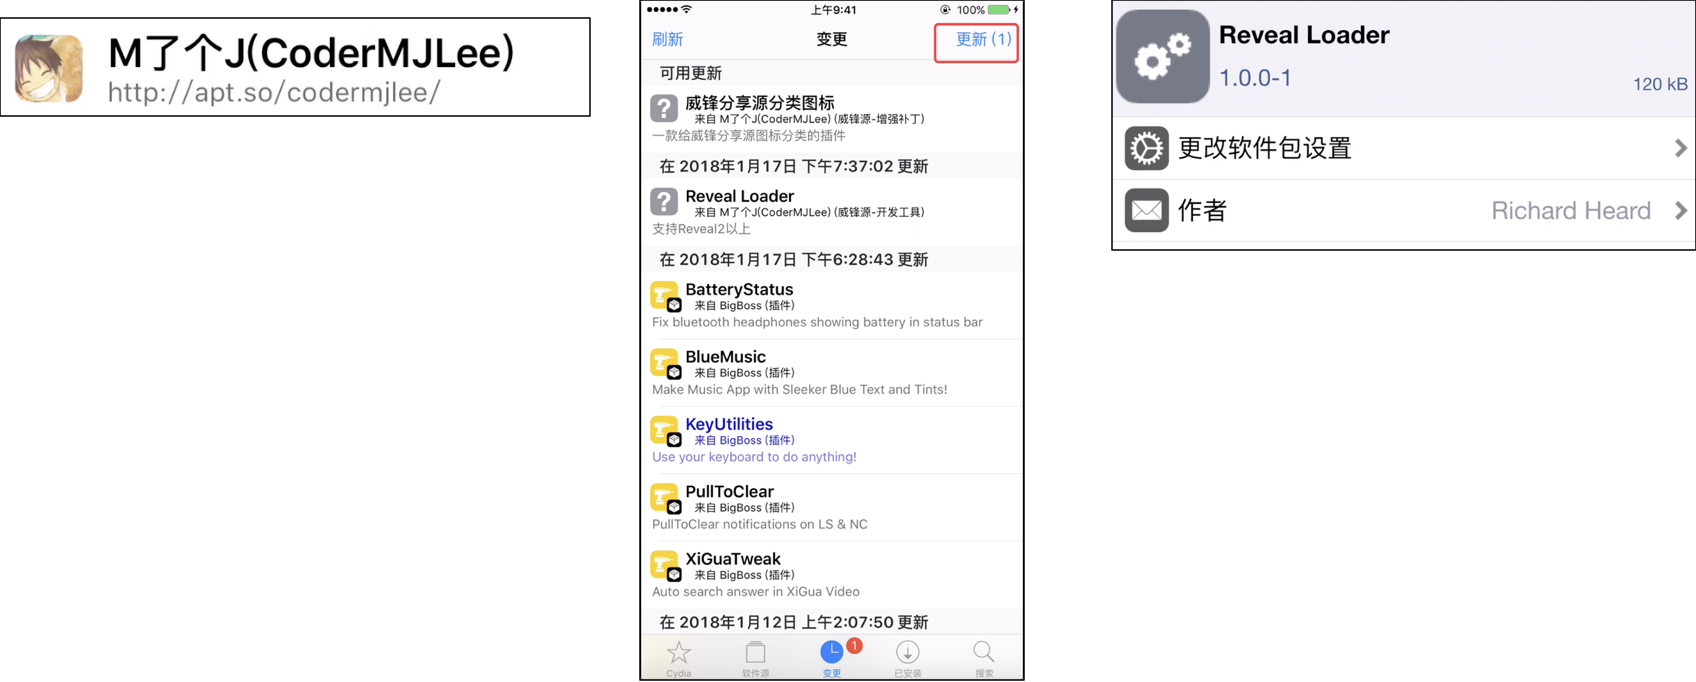 M了个J(CoderMJLee)
http://apt.so/codermjlee/
上午9:41
100%
刷新
变更
更新 (1)
可用更新
威锋分享源分类图标
来自 M了个J(CoderMJLee) (威锋源-增强补丁)
一款给威锋分享源图标分类的插件
在 2018年1月17日 下午7:37:02 更新
Reveal Loader
来自 M了个J(CoderMJLee) (威锋源-开发工具)
支持Reveal2以上
在 2018年1月17日 下午6:28:43 更新
BatteryStatus
来自 BigBoss (插件)
Fix bluetooth headphones showing battery in status bar
BlueMusic
来自 BigBoss (插件)
Make Music App with Sleeker Blue Text and Tints!
KeyUtilities
来自 BigBoss (插件)
Use your keyboard to do anything!
PullToClear
来自 BigBoss (插件)
PullToClear notifications on LS & NC
XiGuaTweak
来自 BigBoss (插件)
Auto search answer in XiGua Video
在 2018年1月12日 上午2:07:50 更新
1
Cydia
软件源
变更
已安装
搜索
Reveal Loader
1.0.0-1
120 kB
更改软件包设置
作者
Richard Heard